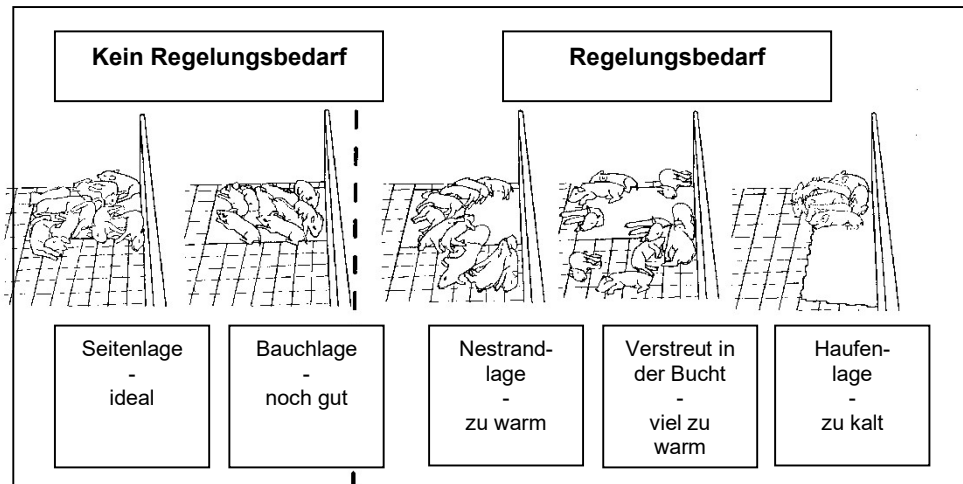 Kein Regelungsbedarf
Regelungsbedarf
Seitenlage
-
ideal
Bauchlage
-
noch gut
Nestrand-
lage
-
zu warm
Verstreut in
der Bucht
-
viel zu
warm
Haufen-
lage
-
zu kalt